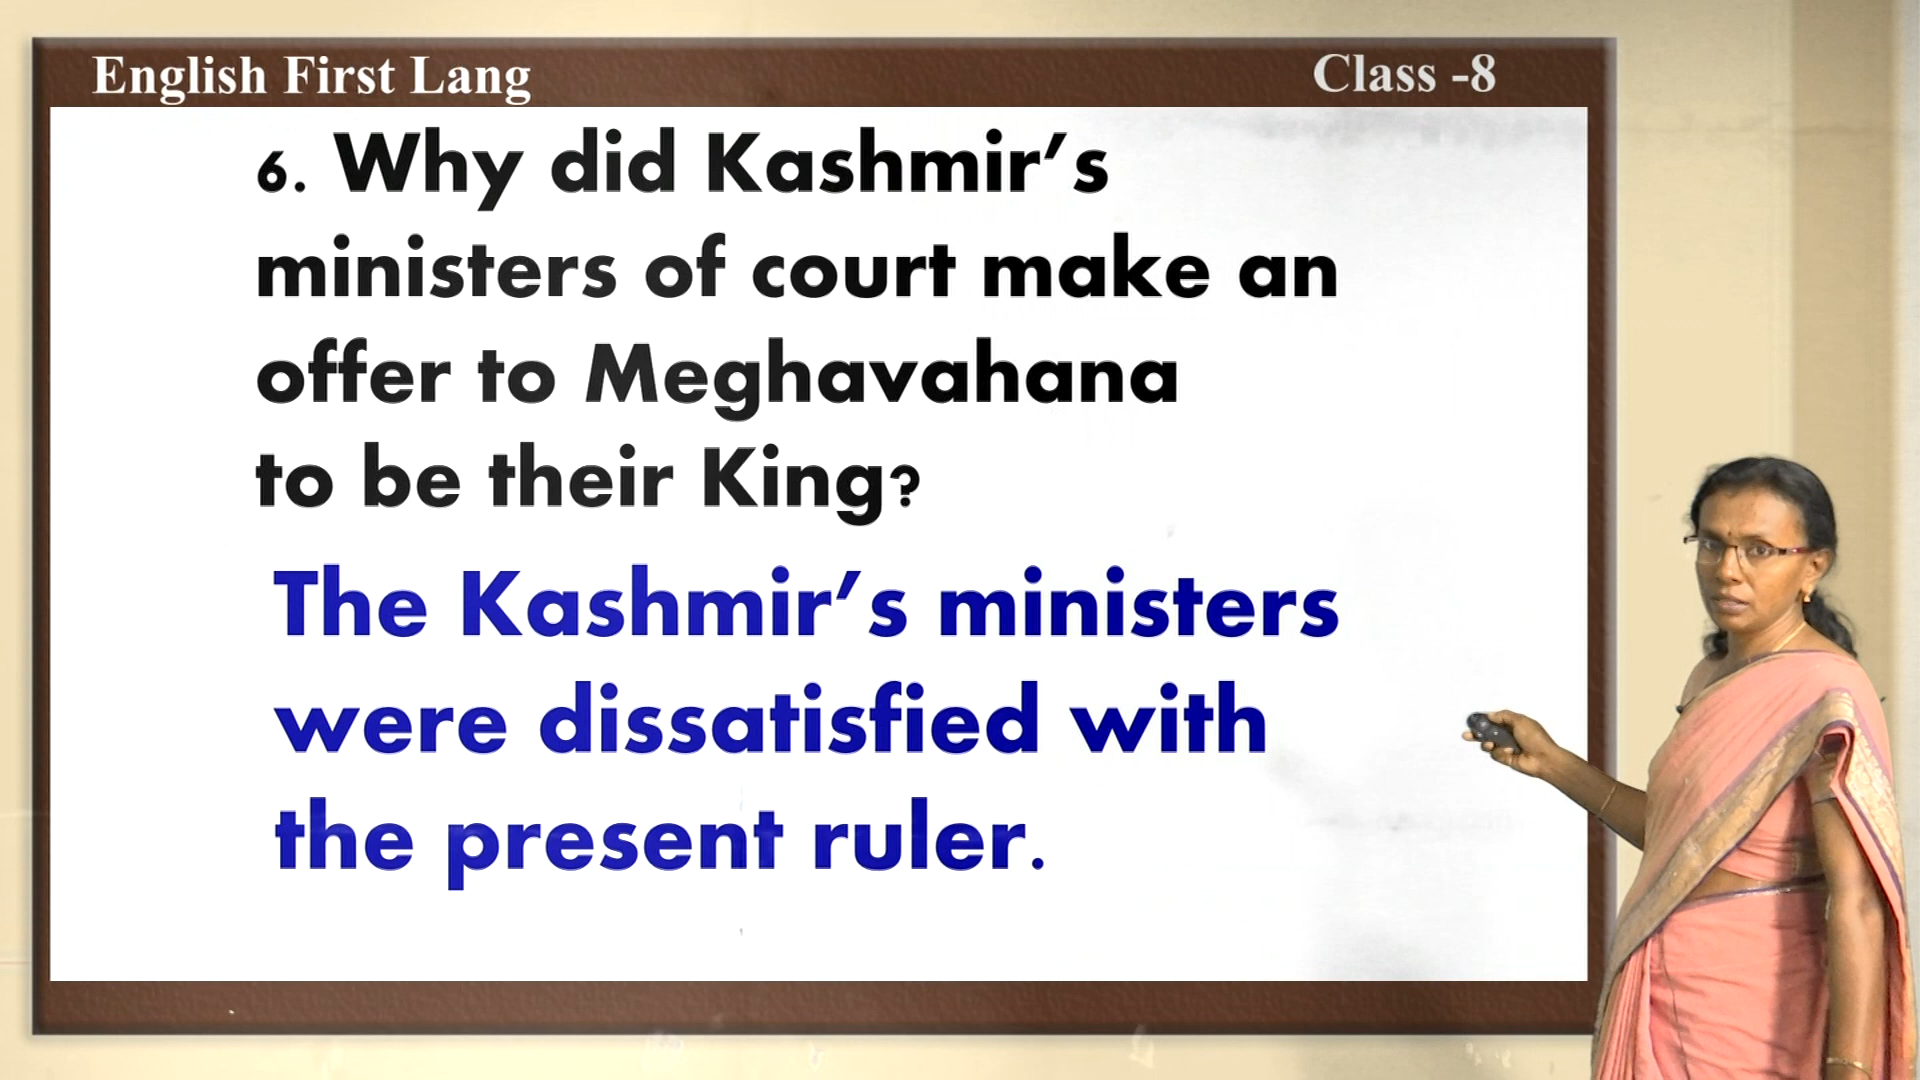 English First Lang
Class -8
6. Why did Kashmir’s
ministers of court make an
offer to Meghavahana
to be their King?
The Kashmir’s ministers
were dissatisfied with
the present ruler.